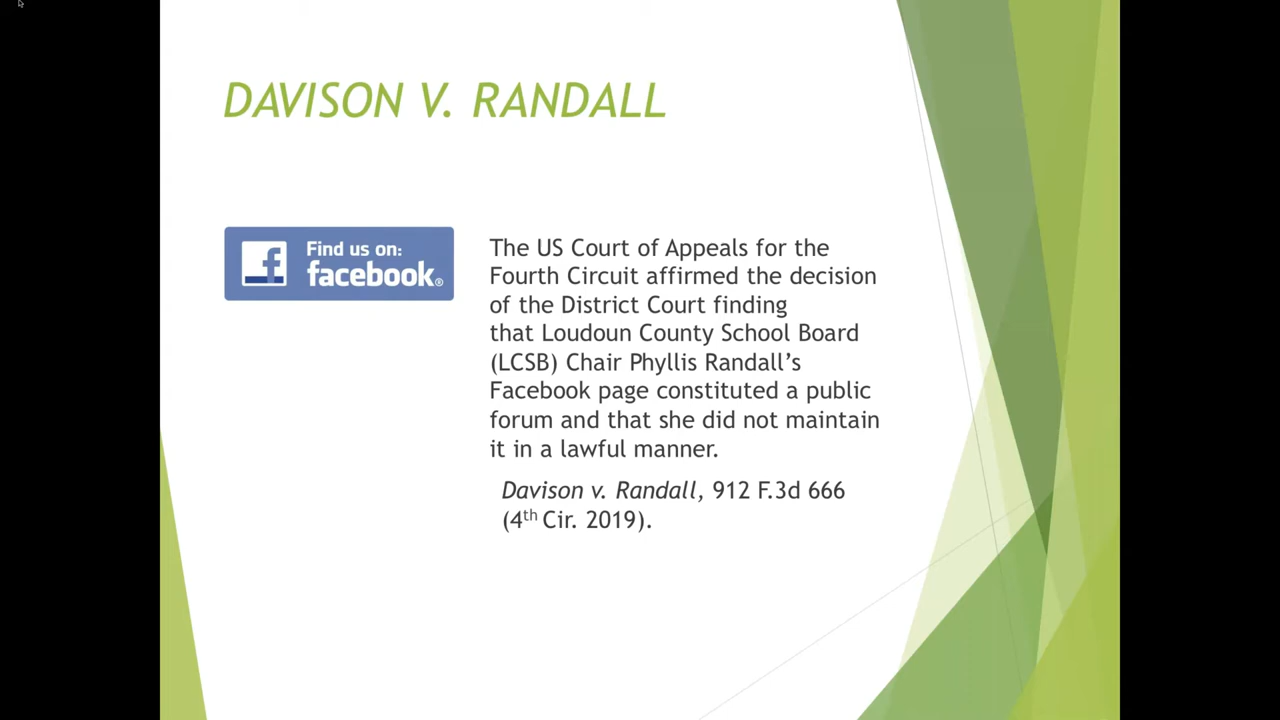 DAVISON V. RANDALL
Find us on:
facebook®
The US Court of Appeals for the
Fourth Circuit affirmed the decision
of the District Court finding
that Loudoun County School Board
(LCSB) Chair Phyllis Randall’s
Facebook page constituted a public
forum and that she did not maintain
it in a lawful manner.
Davison v. Randall, 912 F.3d 666
(4th Cir. 2019).